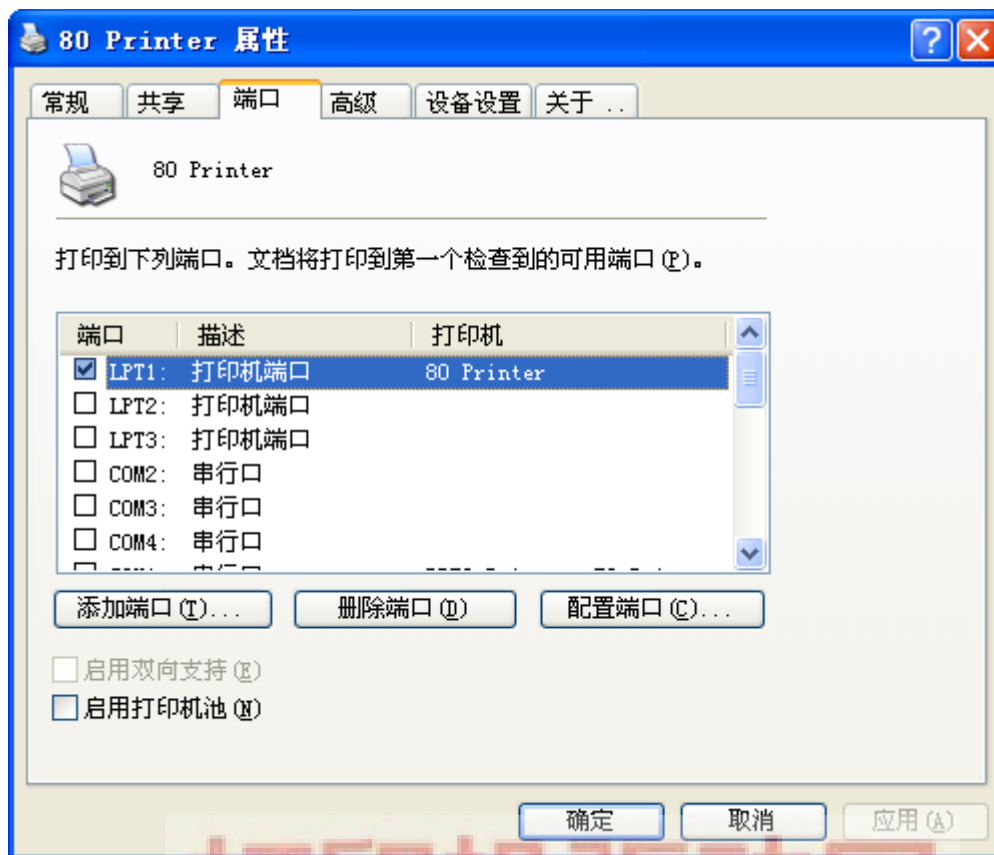 80 Printer 属性
常规 共享 端口 高级 设备设置 关于 ..
80 Printer
打印到下列端口。文档将打印到第一个检查到的可用端口(P)。
端口 描述 打印机
LPT1: 打印机端口 80 Printer
LPT2: 打印机端口
LPT3: 打印机端口
COM2: 串行口
COM3: 串行口
COM4: 串行口
添加端口(T)... 删除端口(D) 配置端口(C)...
启用双向支持(E)
启用打印机池(N)
确定 取消 应用(A)